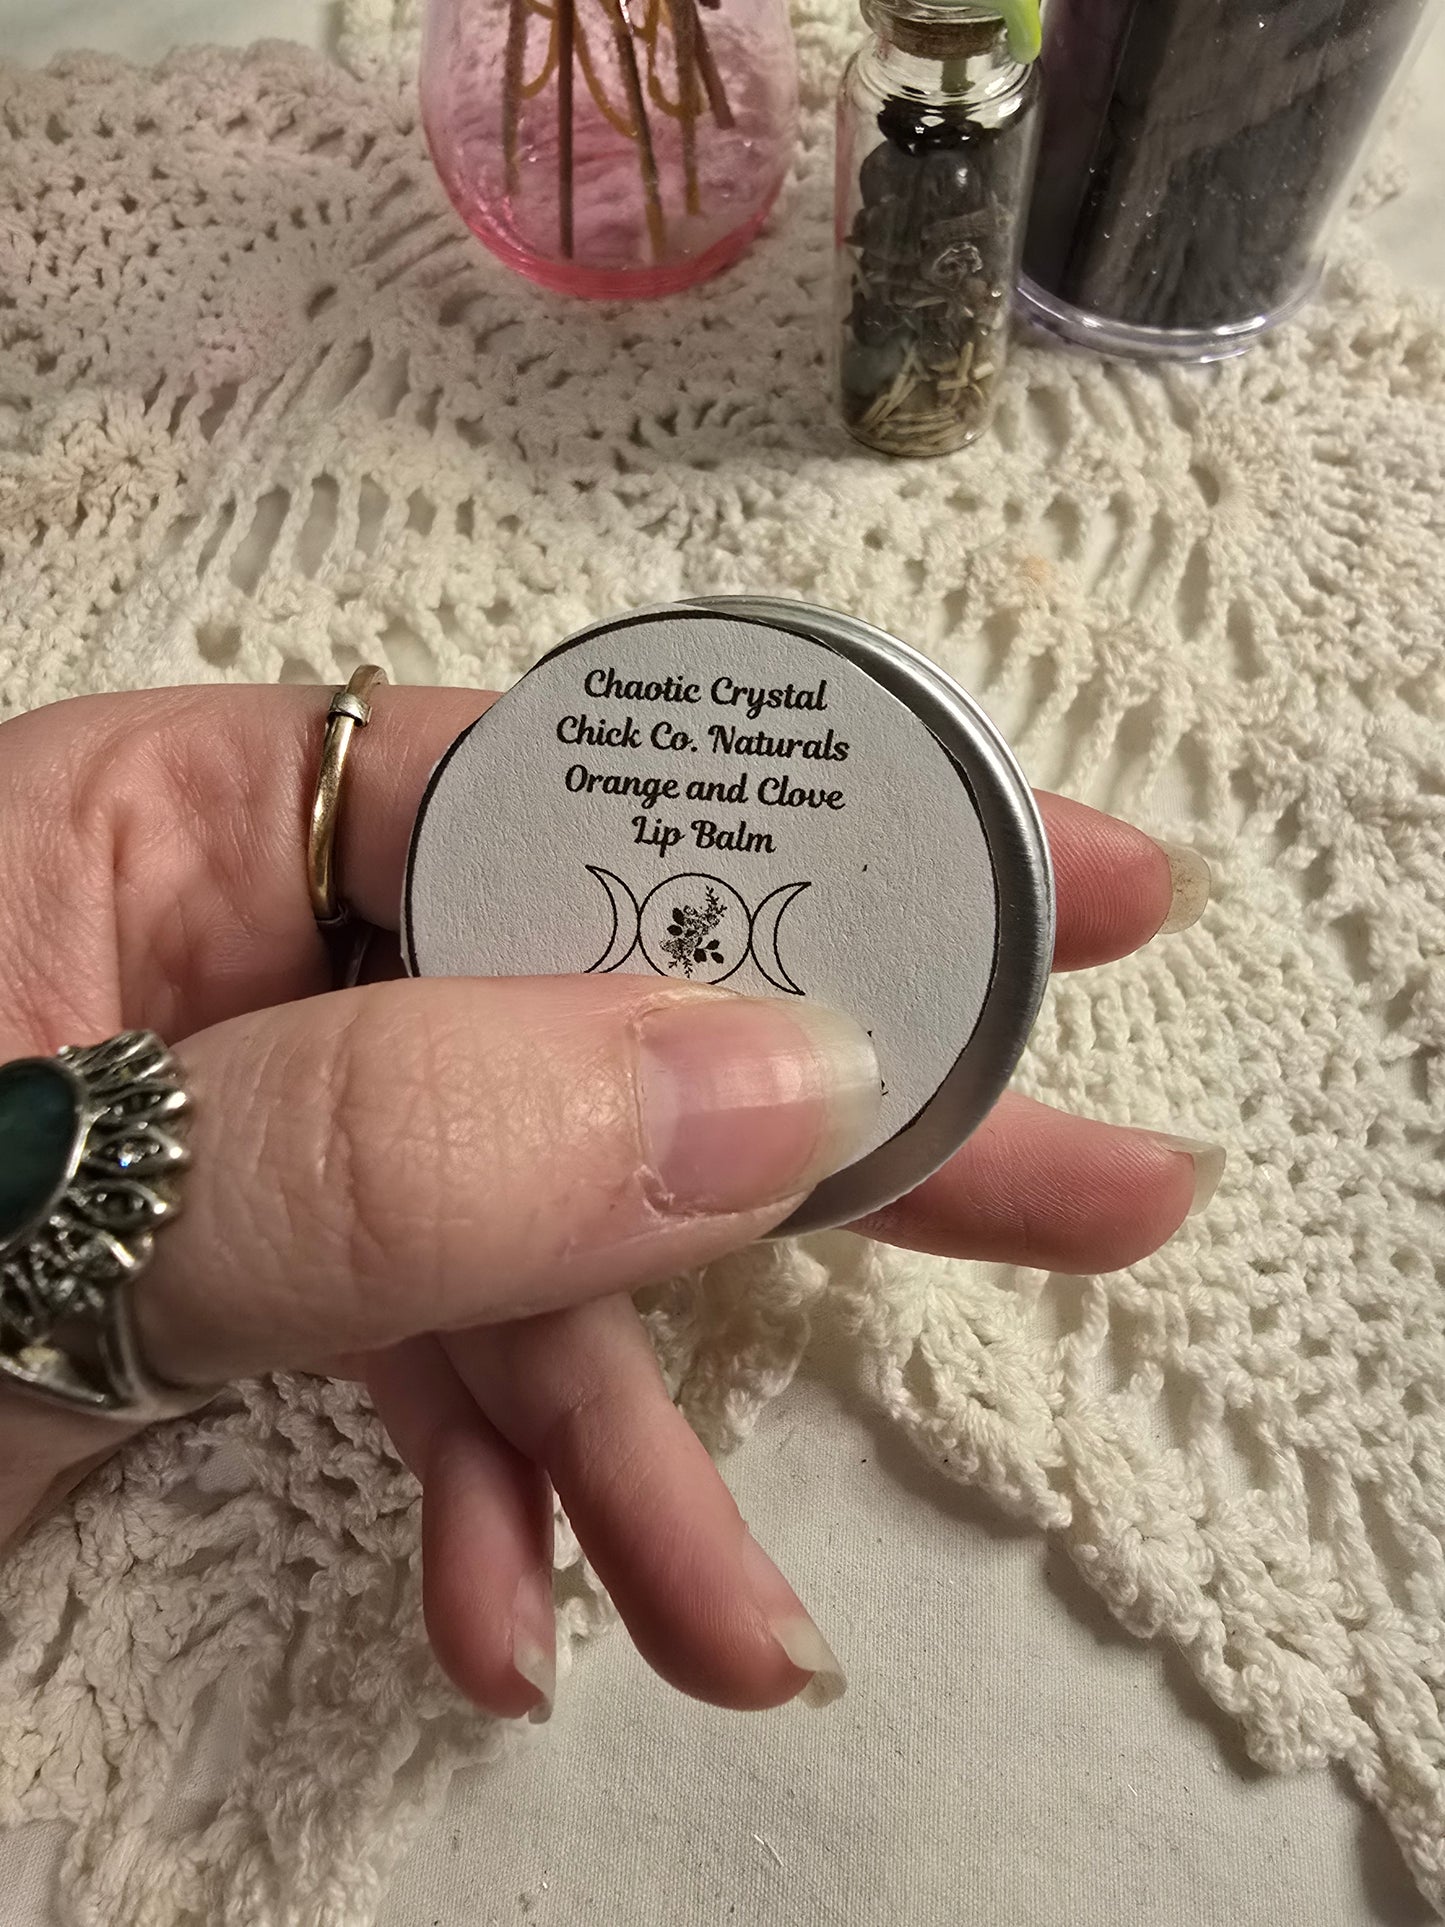 Chaotic Crystal
Chick Co. Naturals
Orange and Clove
Lip Balm